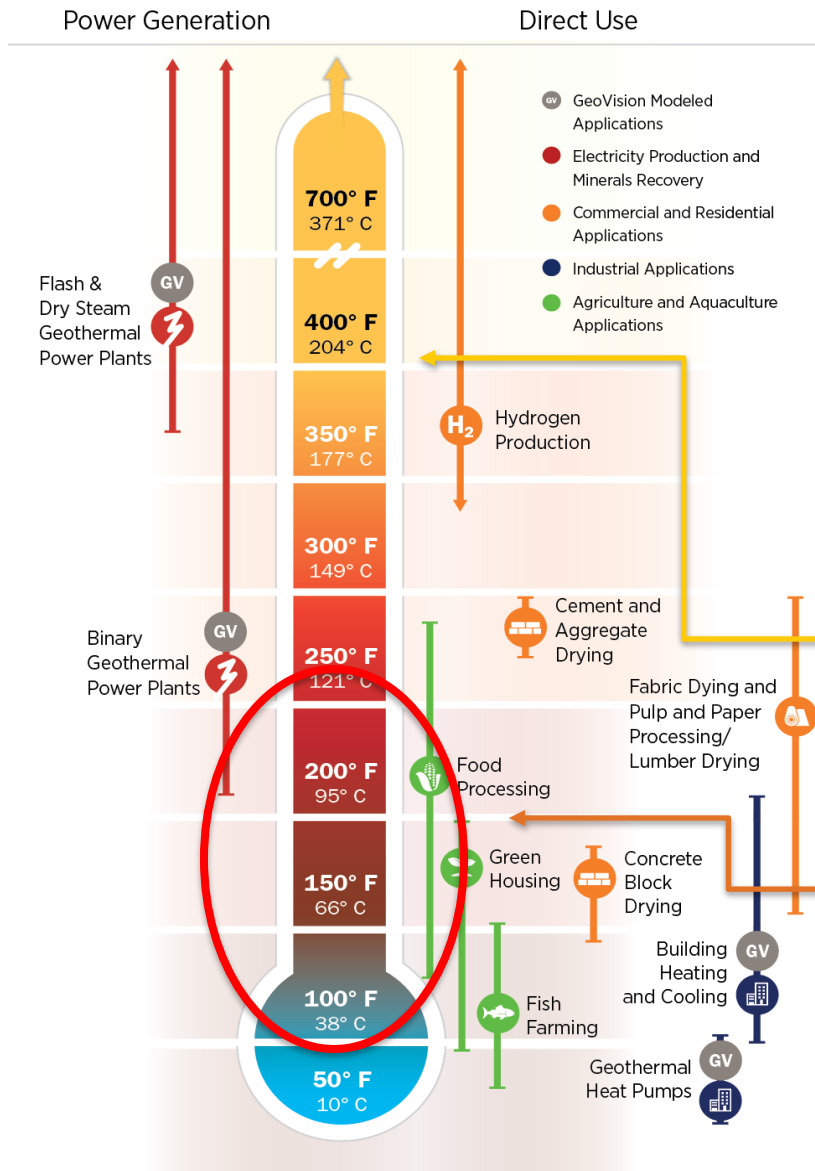 Power Generation
Direct Use
GV
GeoVision Modeled
Applications
Electricity Production and
Minerals Recovery
Commercial and Residential
Applications
Industrial Applications
Agriculture and Aquaculture
Applications
700° F
371° C
Flash &
Dry Steam
Geothermal
Power Plants
GV
400° F
204° C
350° F
177° C
H₂
Hydrogen
Production
300° F
149° C
Binary
Geothermal
Power Plants
GV
250° F
121° C
Cement and
Aggregate
Drying
Fabric Dying and
Pulp and Paper
Processing/
Lumber Drying
200° F
95° C
Food
Processing
150° F
66° C
Green
Housing
Concrete
Block
Drying
Building
Heating
and Cooling
GV
100° F
38° C
Fish
Farming
Geothermal
Heat Pumps
GV
50° F
10° C